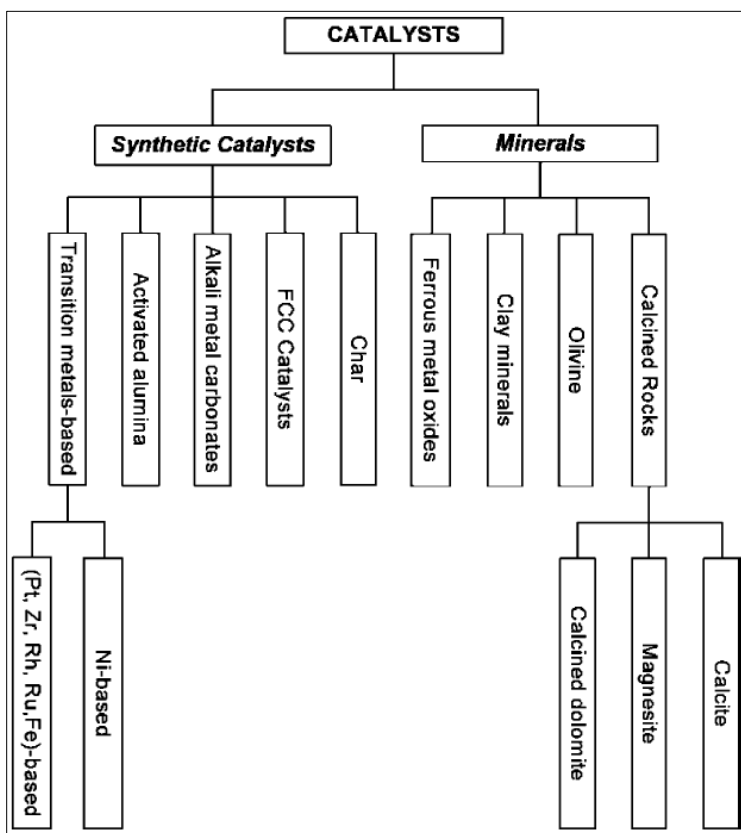 CATALYSTS
Synthetic Catalysts
Minerals
Transition metals-based
Activated alumina
Alkali metal carbonates
FCC Catalysts
Char
Ferrous metal oxides
Clay minerals
Olivine
Calcined Rocks
(Pt, Zr, Rh, Ru,Fe)-based
Ni-based
Calcined dolomite
Magnesite
Calcite